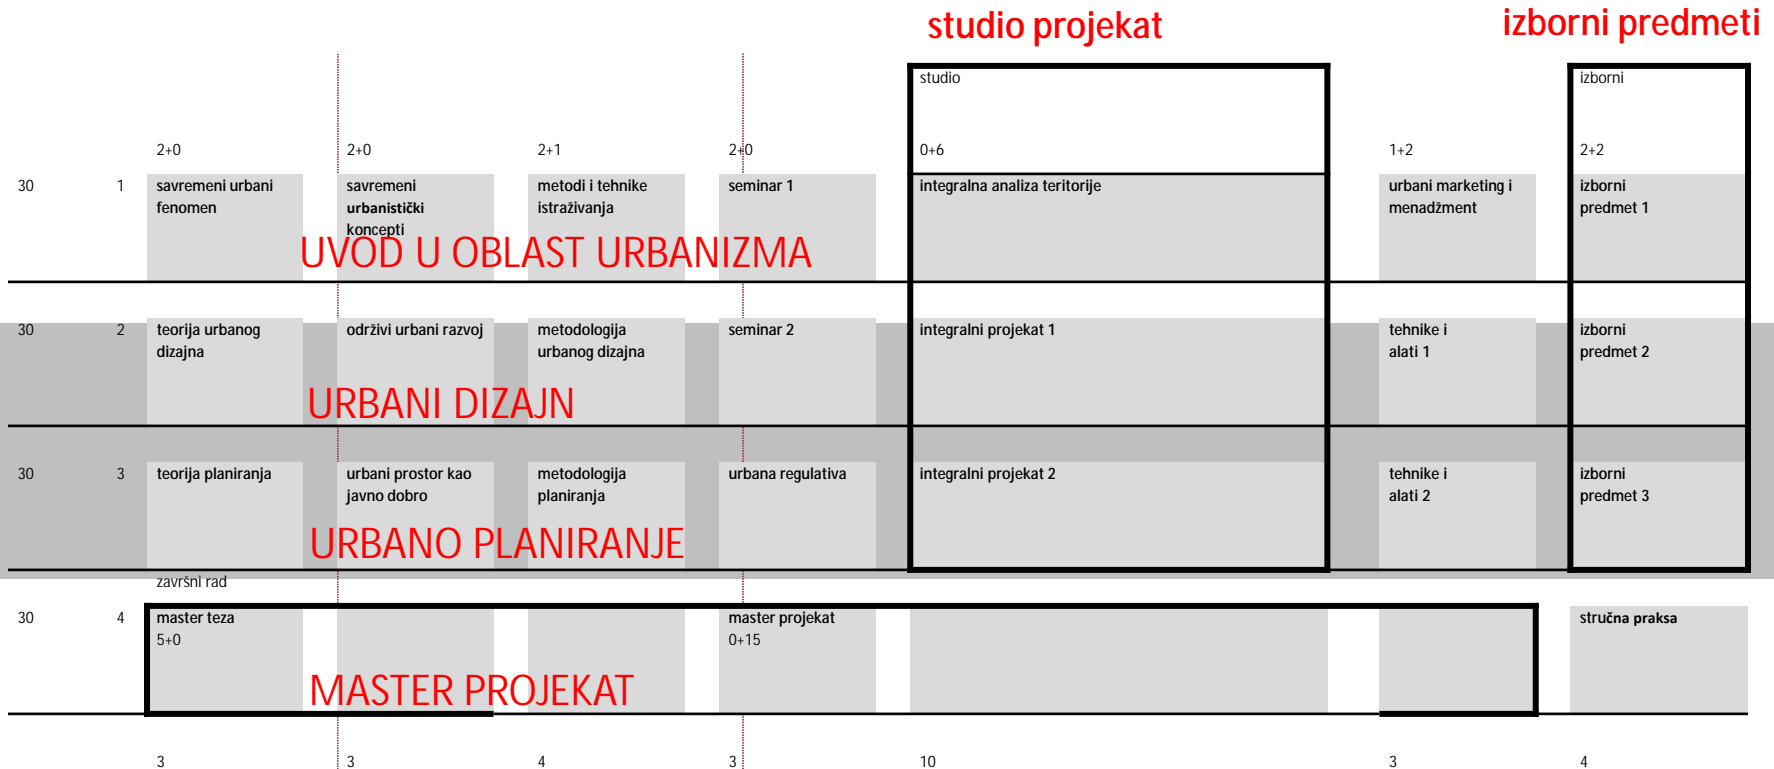 studio projekat izborni predmeti
studio izborni
2+0 2+0 2+1 2+0 0+6 1+2 2+2
30 1 savremeni urbani savremeni metodi i tehnike seminar 1 integralna analiza teritorije urbani marketing i izborni
fenomen urbanistički istraživanja menadžment predmet 1
koncepti
UVOD U OBLAST URBANIZMA
30 2 teorija urbanog održivi urbani razvoj metodologija seminar 2 integralni projekat 1 tehnike i izborni
dizajna urbanog dizajna alati 1 predmet 2
URBANI DIZAJN
30 3 teorija planiranja urbani prostor kao metodologija urbana regulativa integralni projekat 2 tehnike i izborni
javno dobro planiranja alati 2 predmet 3
URBANO PLANIRANJE
završni rad
30 4 master teza master projekat stručna praksa
5+0 0+15
MASTER PROJEKAT
3 3 4 3 10 3 4